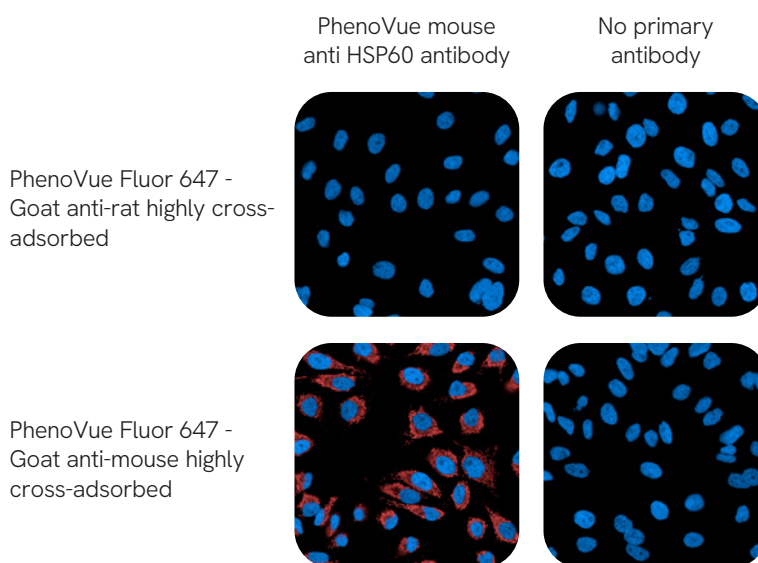 PhenoVue mouse
anti HSP60 antibody
No primary
antibody
PhenoVue Fluor 647 -
Goat anti-rat highly cross-
adsorbed
PhenoVue Fluor 647 -
Goat anti-mouse highly
cross-adsorbed